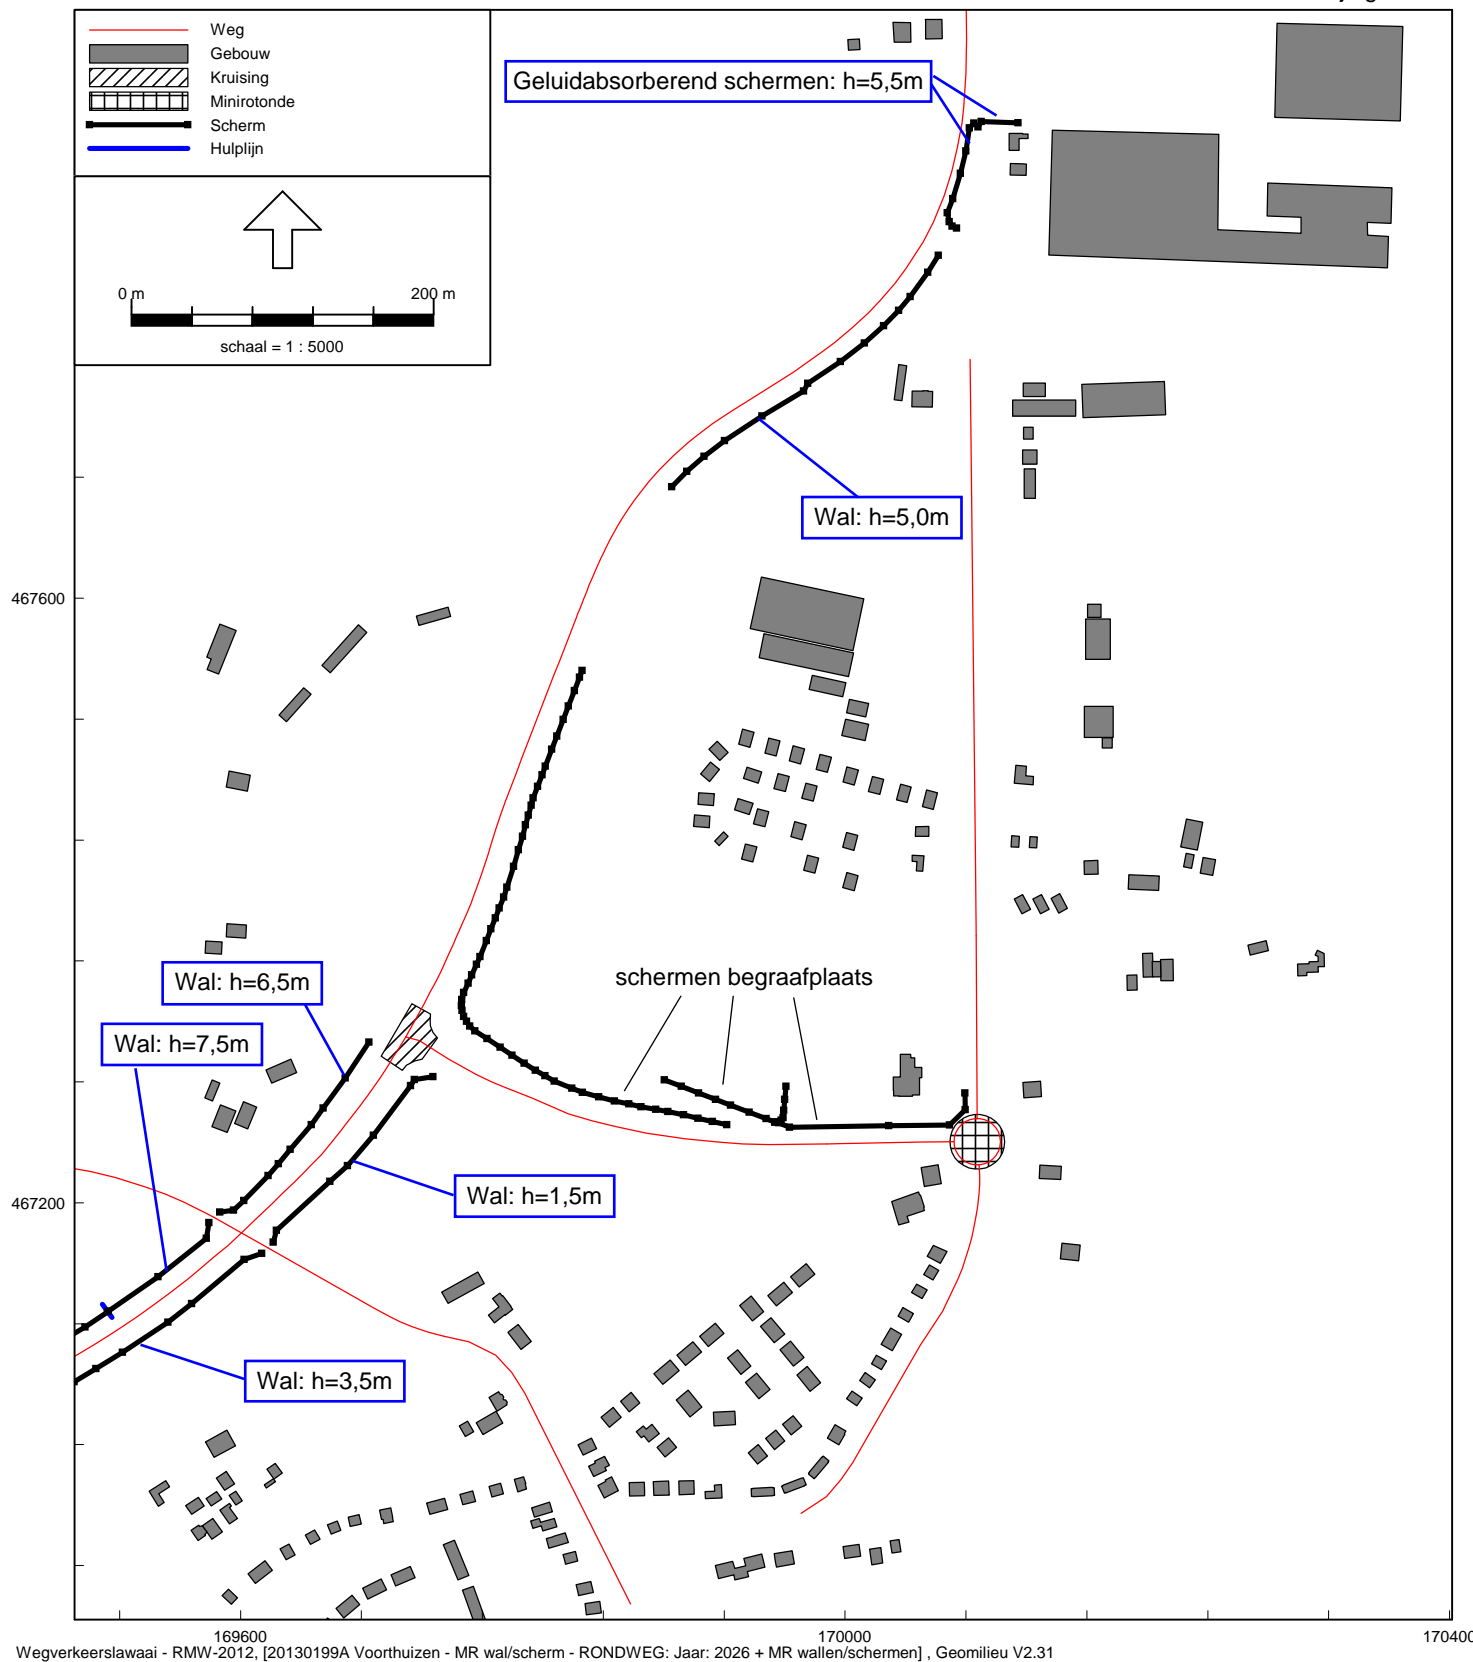 Weg
Gebouw
Kruising
Minirotonde
Scherm
Hulplijn
0 m
200 m
schaal = 1 : 5000
Geluidabsorberend schermen: h=5,5m
Wal: h=5,0m
467600
Wal: h=6,5m
schermen begraafplaats
Wal: h=7,5m
Wal: h=1,5m
467200
Wal: h=3,5m
169600
170000
170400
Wegverkeerslawaai - RMW-2012, [20130199A Voorthuizen - MR wal/scherm - RONDWEG: Jaar: 2026 + MR wallen/schermen] , Geomilieu V2.31